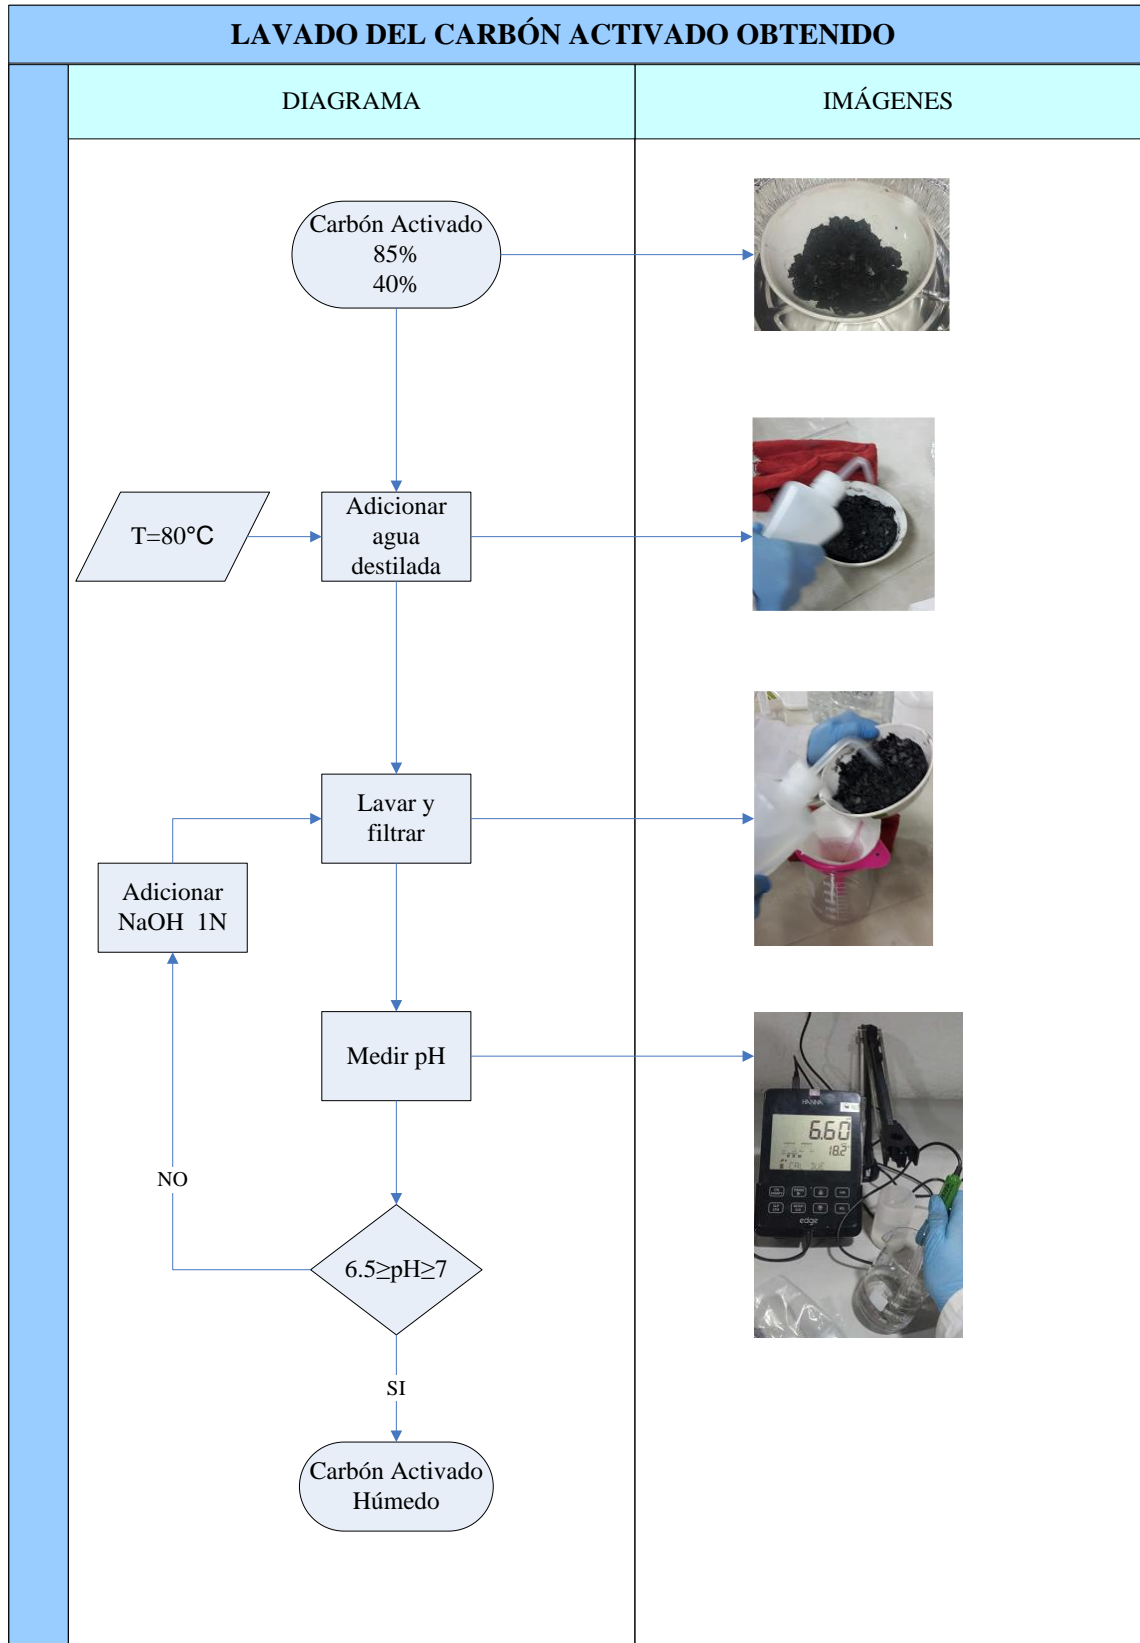 LAVADO DEL CARBÓN ACTIVADO OBTENIDO
DIAGRAMA
IMÁGENES
Carbón Activado
85%
40%
T=80°C
Adicionar
agua
destilada
Lavar y
filtrar
Adicionar
NaOH 1N
Medir pH
HANNA
6.60
18.2
edge
NO
6.5≥pH≥7
SI
Carbón Activado
Húmedo